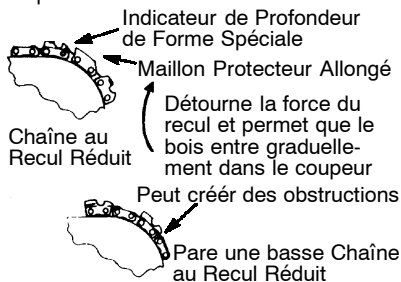 Indicateur de Profondeur
de Forme Spéciale
Maillon Protecteur Allongé
Détourne la force du
recul et permet que le
bois entre graduelle-
ment dans le coupeur
Chaîne au
Recul Réduit
Peut créér des obstructions
Pare une basse Chaîne
au Recul Réduit